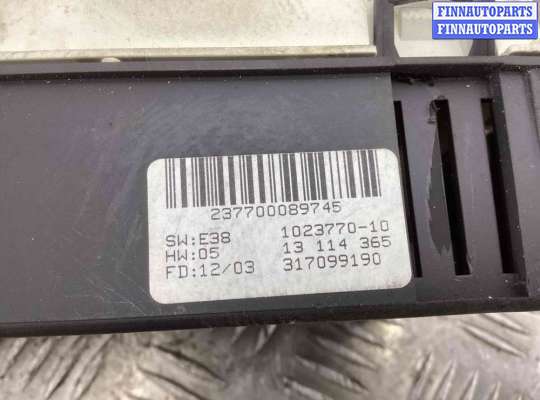 FINNAUTOPARTS
FINNAUTOPARTS
237700089745
SW:E38 1023770-10
HW:05 13 114 365
FD:12/03 317099190